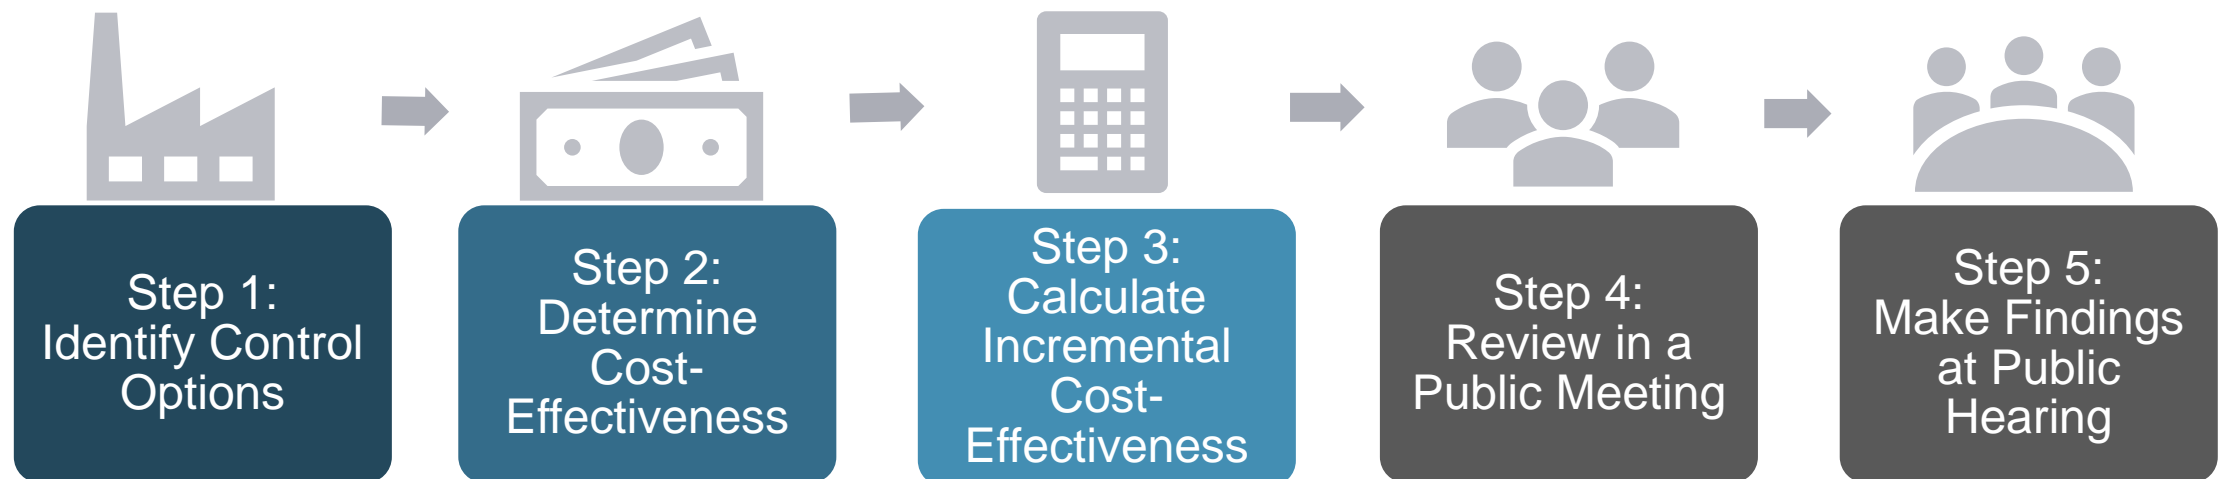 Step 1:
Identify Control
Options
Step 2:
Determine
Cost-
Effectiveness
Step 3:
Calculate
Incremental
Cost-
Effectiveness
Step 4:
Review in a
Public Meeting
Step 5:
Make Findings
at Public
Hearing